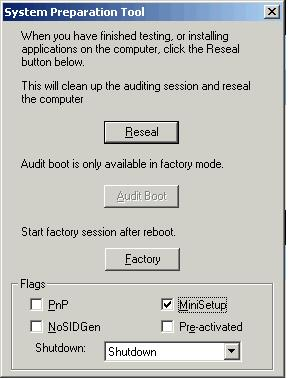 System Preparation Tool
When you have finished testing, or installing
applications on the computer, click the Reseal
button below.
This will clean up the auditing session and reseal
the computer
Reseal
Audit boot is only available in factory mode.
Audit Boot
Start factory session after reboot.
Factory
Flags
PnP
MiniSetup
NoSIDGen
Pre-activated
Shutdown:
Shutdown